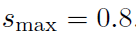 s_max = 0.8.